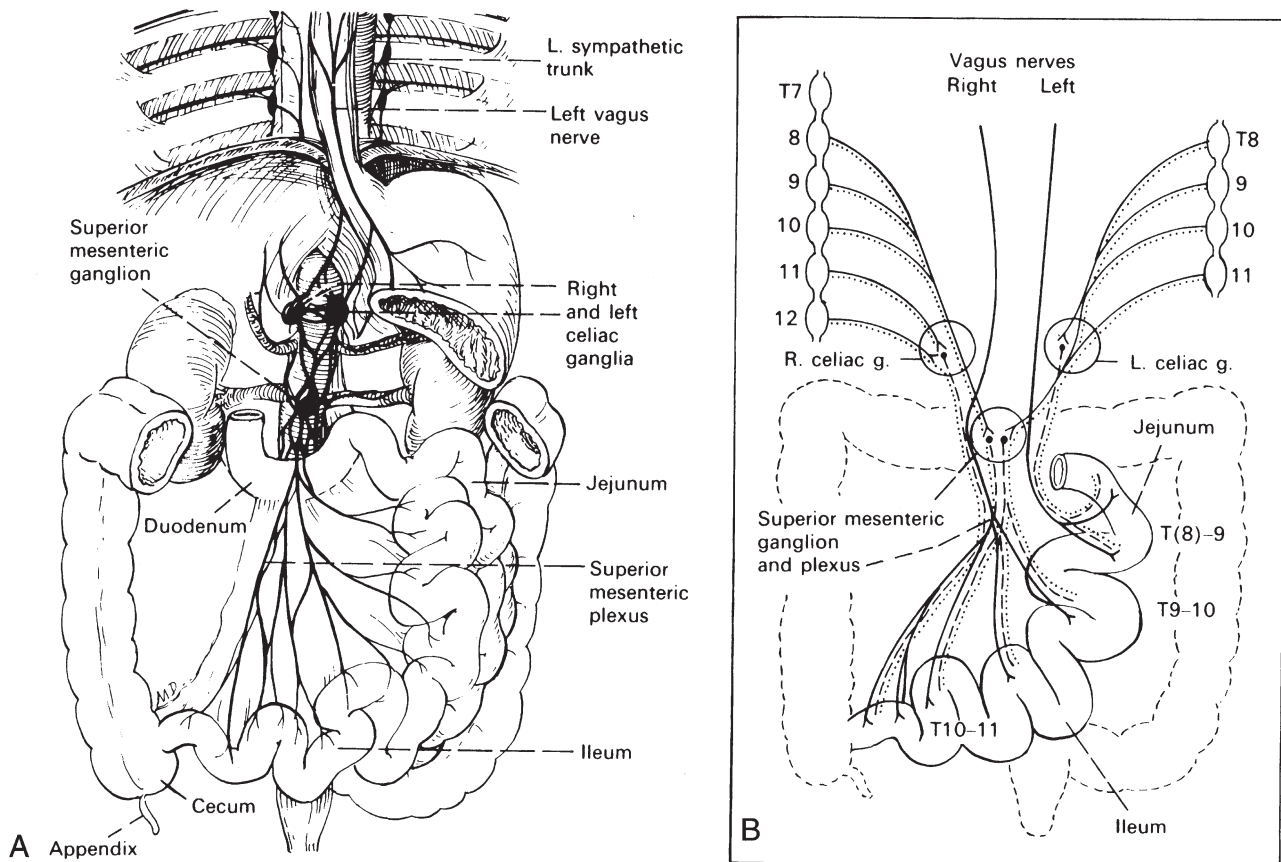 L. sympathetic
trunk
Left vagus
nerve
Superior
mesenteric
ganglion
Right
and left
celiac
ganglia
Jejunum
Duodenum
Superior
mesenteric
plexus
MD
Ileum
Cecum
Appendix
A
Vagus nerves
Right Left
T7
8
9
10
11
12
T8
9
10
11
R. celiac g.
L. celiac g.
Jejunum
Superior mesenteric
ganglion
and plexus
T(8)–9
T9–10
T10–11
Ileum
B